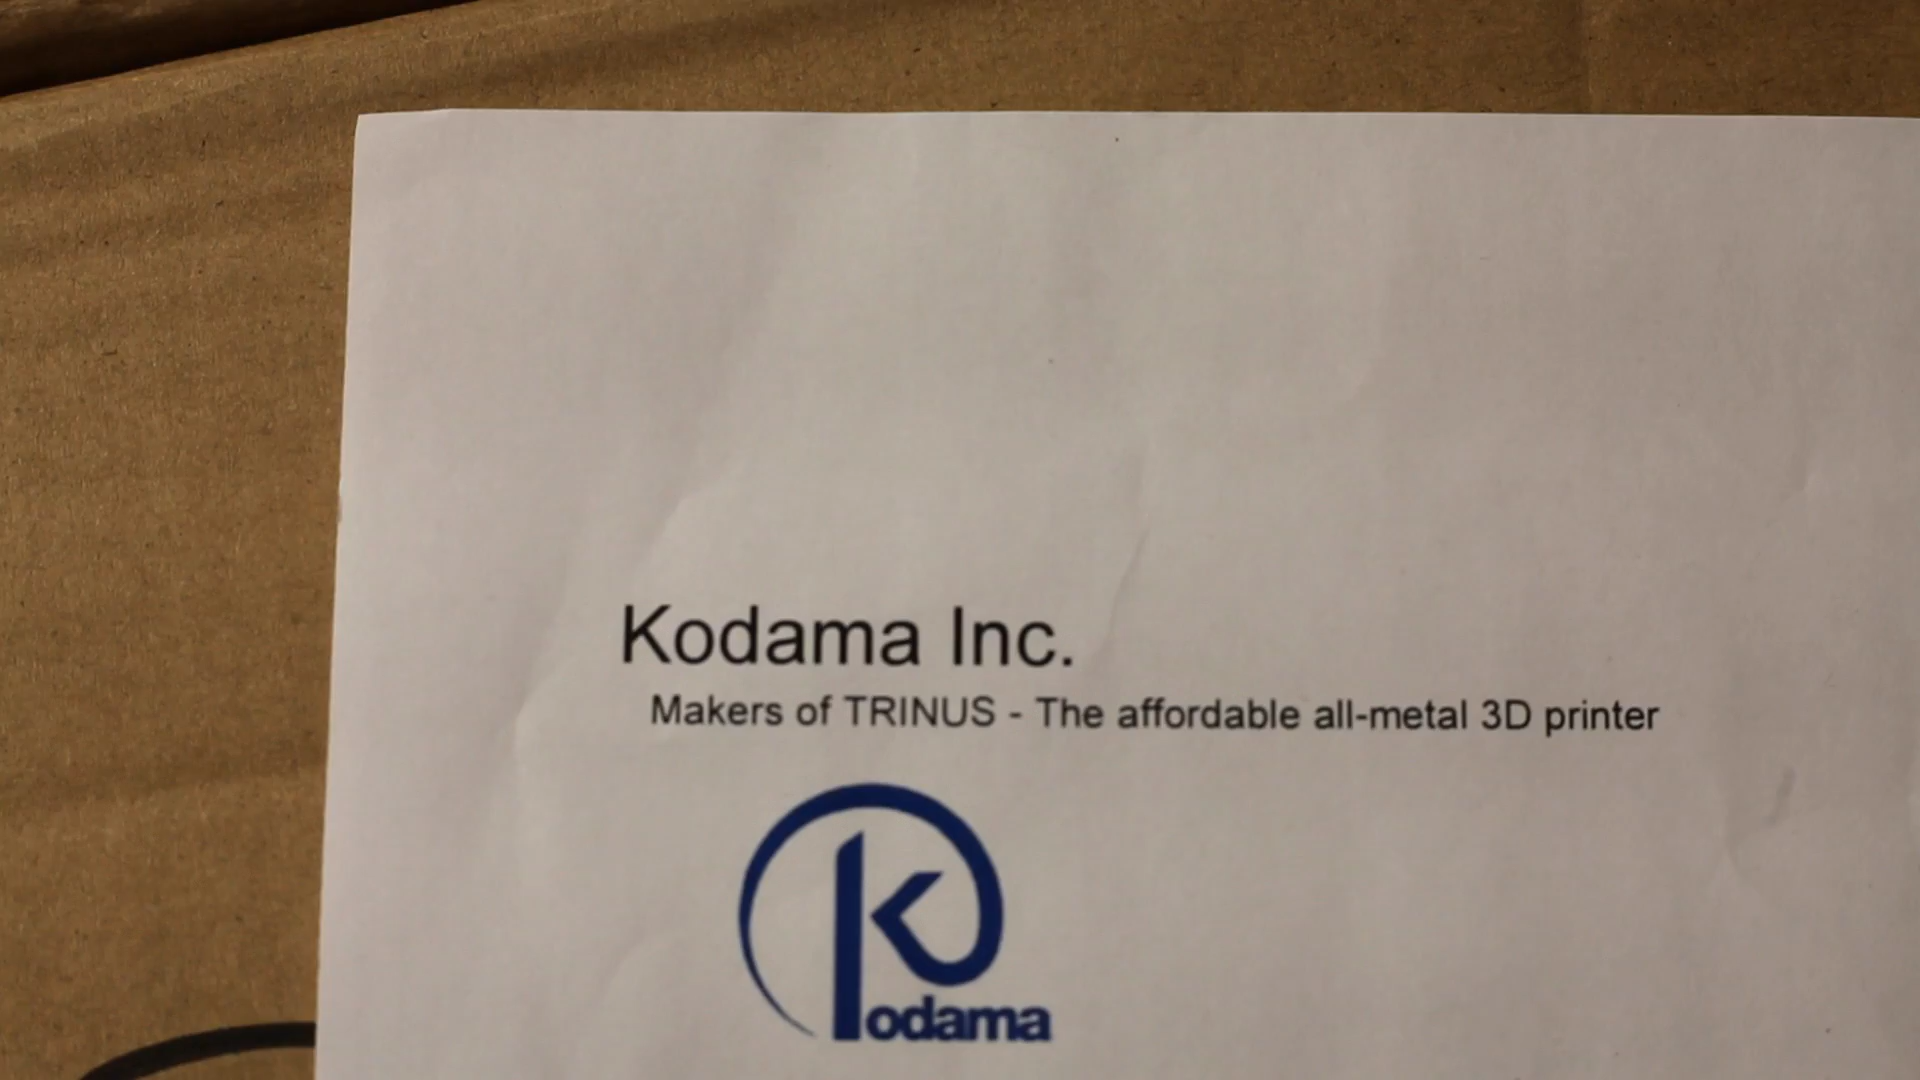 Kodama Inc.
Makers of TRINUS - The affordable all-metal 3D printer
Kodama